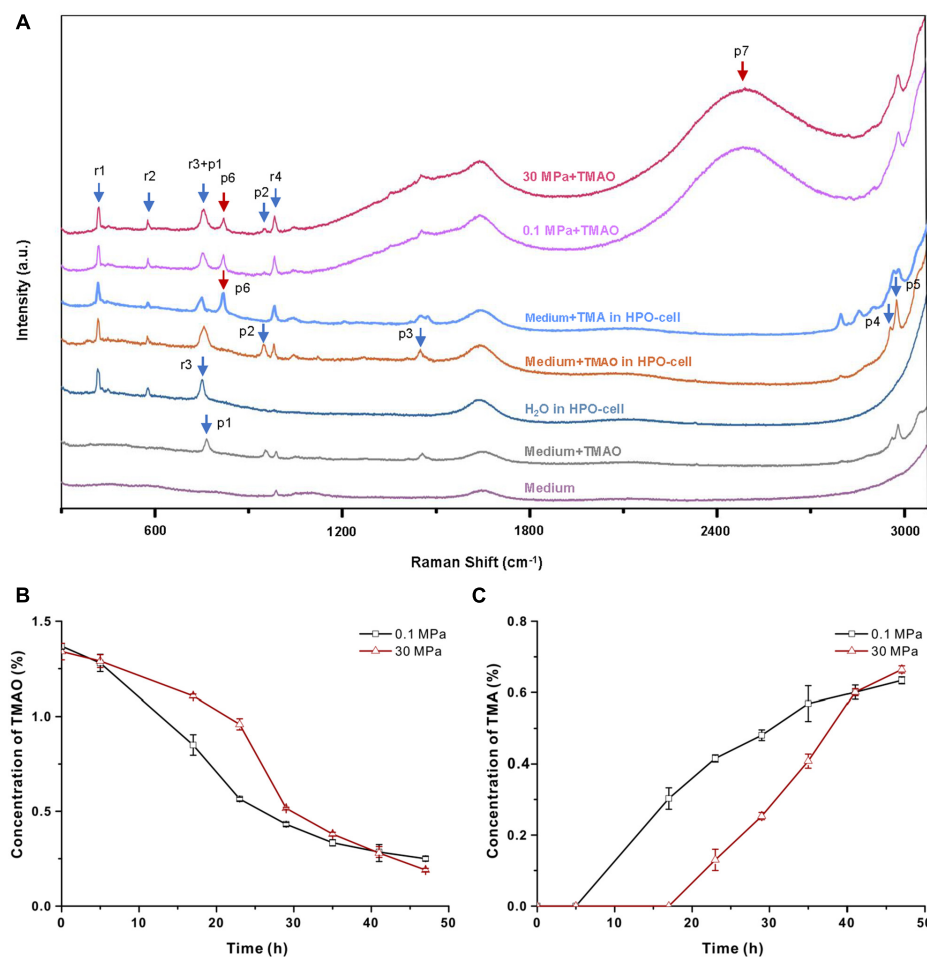 A
p7
r1
r2
r3+p1
p6
p2
r4
30 MPa+TMAO
0.1 MPa+TMAO
p6
Medium+TMA in HPO-cell
p5
p4
p2
p3
Medium+TMAO in HPO-cell
r3
H₂O in HPO-cell
p1
Medium+TMAO
Medium
Intensity (a.u.)
600
1200
1800
2400
3000
Raman Shift (cm⁻¹)
B
0.1 MPa
30 MPa
Concentration of TMAO (%)
1.5
1.0
0.5
0.0
0
10
20
30
40
50
Time (h)
C
0.1 MPa
30 MPa
Concentration of TMA (%)
0.8
0.6
0.4
0.2
0.0
0
10
20
30
40
50
Time (h)